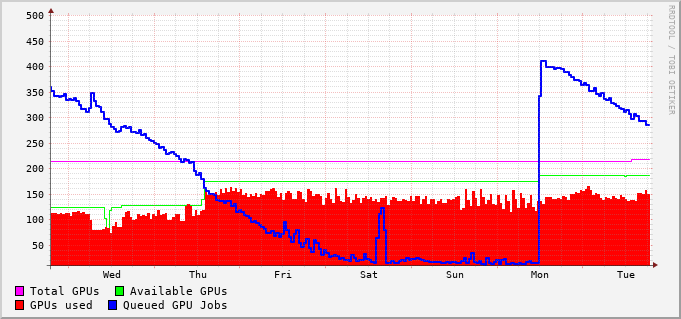 500
450
400
350
300
250
200
150
100
50
Wed Thu Fri Sat Sun Mon Tue
Total GPUs Available GPUs
GPUs used Queued GPU Jobs
RRDTOOL / TOBI OETIKER